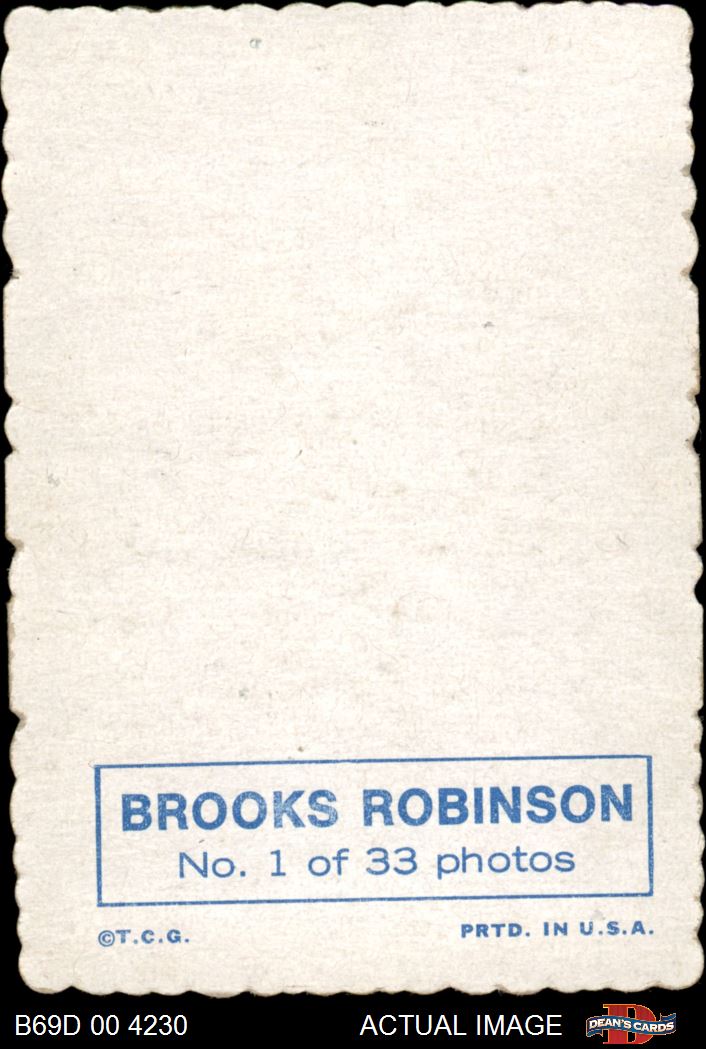 BROOKS ROBINSON
No. 1 of 33 photos
©T.C.G. PRTD. IN U.S.A.
B69D 00 4230 ACTUAL IMAGE DEAN'S CARDS